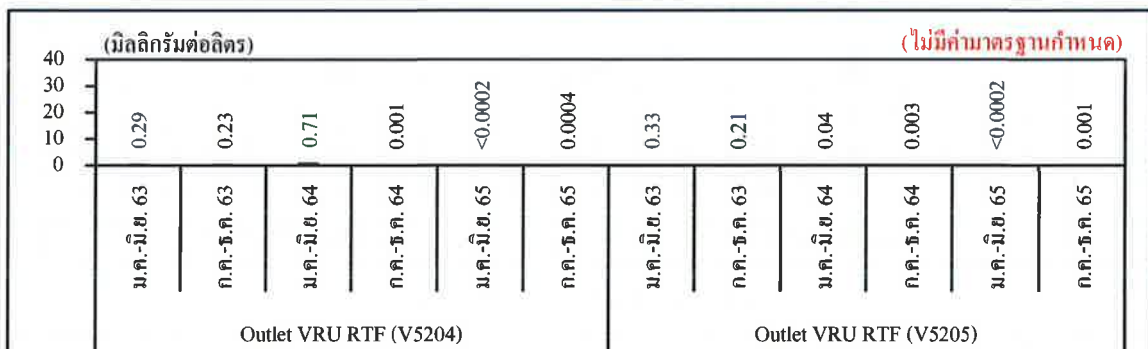 (มิลลิกรัมต่อลิตร) (ไม่มีค่ามาตรฐานกำหนด)
40
30
20
10
0
0.29 0.23 0.71 0.001 <0.0002 0.0004 0.33 0.21 0.04 0.003 <0.0002 0.001
ม.ค.-มิ.ย. 63 ก.ค.-ธ.ค. 63 ม.ค.-มิ.ย. 64 ก.ค.-ธ.ค. 64 ม.ค.-มิ.ย. 65 ก.ค.-ธ.ค. 65 ม.ค.-มิ.ย. 63 ก.ค.-ธ.ค. 63 ม.ค.-มิ.ย. 64 ก.ค.-ธ.ค. 64 ม.ค.-มิ.ย. 65 ก.ค.-ธ.ค. 65
Outlet VRU RTF (V5204) Outlet VRU RTF (V5205)